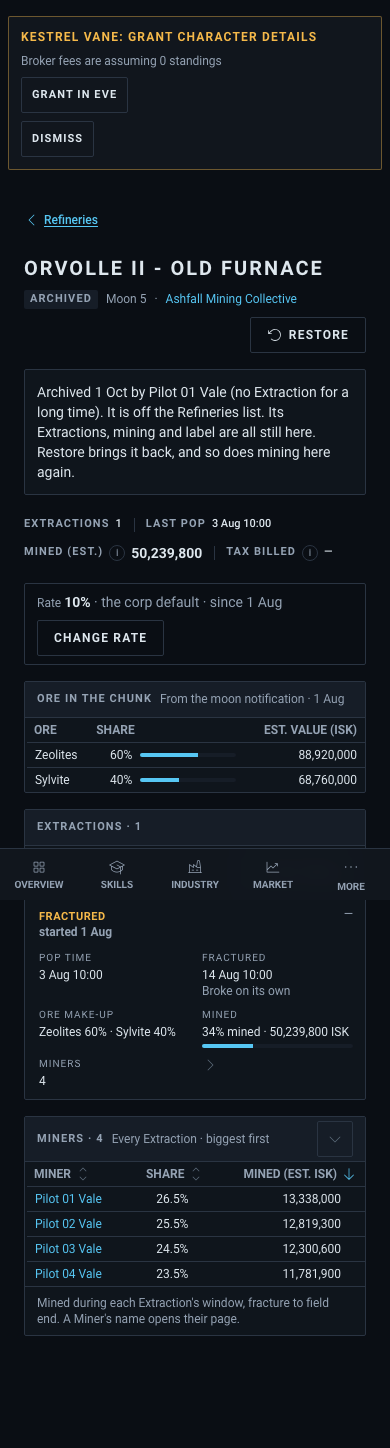 KESTREL VANE: GRANT CHARACTER DETAILS
Broker fees are assuming 0 standings
GRANT IN EVE
DISMISS
Refineries
ORVOLLE II - OLD FURNACE
ARCHIVED Moon 5 · Ashfall Mining Collective
RESTORE
Archived 1 Oct by Pilot 01 Vale (no Extraction for a
long time). It is off the Refineries list. Its
Extractions, mining and label are all still here.
Restore brings it back, and so does mining here
again.
EXTRACTIONS 1 LAST POP 3 Aug 10:00
MINED (EST.) 50,239,800 TAX BILLED –
Rate 10% · the corp default · since 1 Aug
CHANGE RATE
ORE IN THE CHUNK From the moon notification · 1 Aug
ORE SHARE EST. VALUE (ISK)
Zeolites 60% 88,920,000
Sylvite 40% 68,760,000
EXTRACTIONS · 1
OVERVIEW SKILLS INDUSTRY MARKET MORE
FRACTURED –
started 1 Aug
POP TIME FRACTURED
3 Aug 10:00 14 Aug 10:00
Broke on its own
ORE MAKE-UP MINED
Zeolites 60% · Sylvite 40% 34% mined · 50,239,800 ISK
MINERS
4
MINERS · 4 Every Extraction · biggest first
MINER SHARE MINED (EST. ISK)
Pilot 01 Vale 26.5% 13,338,000
Pilot 02 Vale 25.5% 12,819,300
Pilot 03 Vale 24.5% 12,300,600
Pilot 04 Vale 23.5% 11,781,900
Mined during each Extraction's window, fracture to field
end. A Miner's name opens their page.